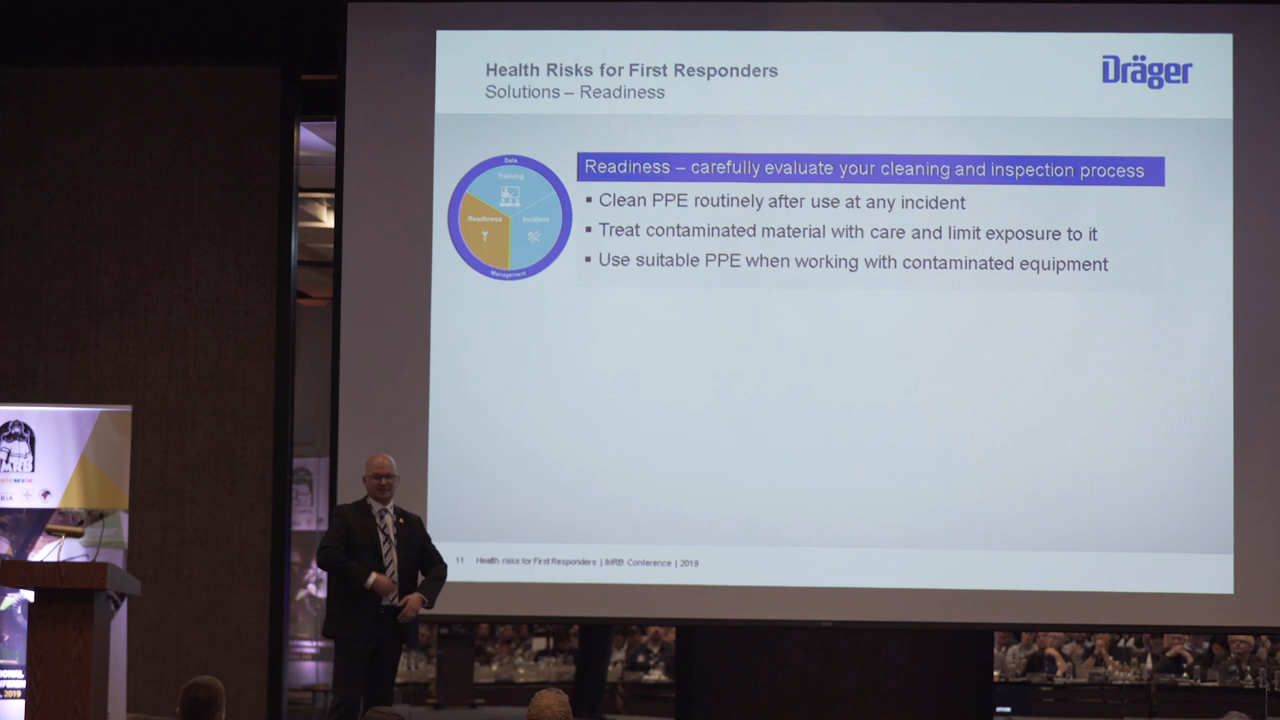 Health Risks for First Responders
Solutions – Readiness
Dräger
Data
Training
Readiness
Incident
Management
Readiness – carefully evaluate your cleaning and inspection process
▪ Clean PPE routinely after use at any incident
▪ Treat contaminated material with care and limit exposure to it
▪ Use suitable PPE when working with contaminated equipment
11 Health risks for First Responders | IMRB Conference | 2019
2019